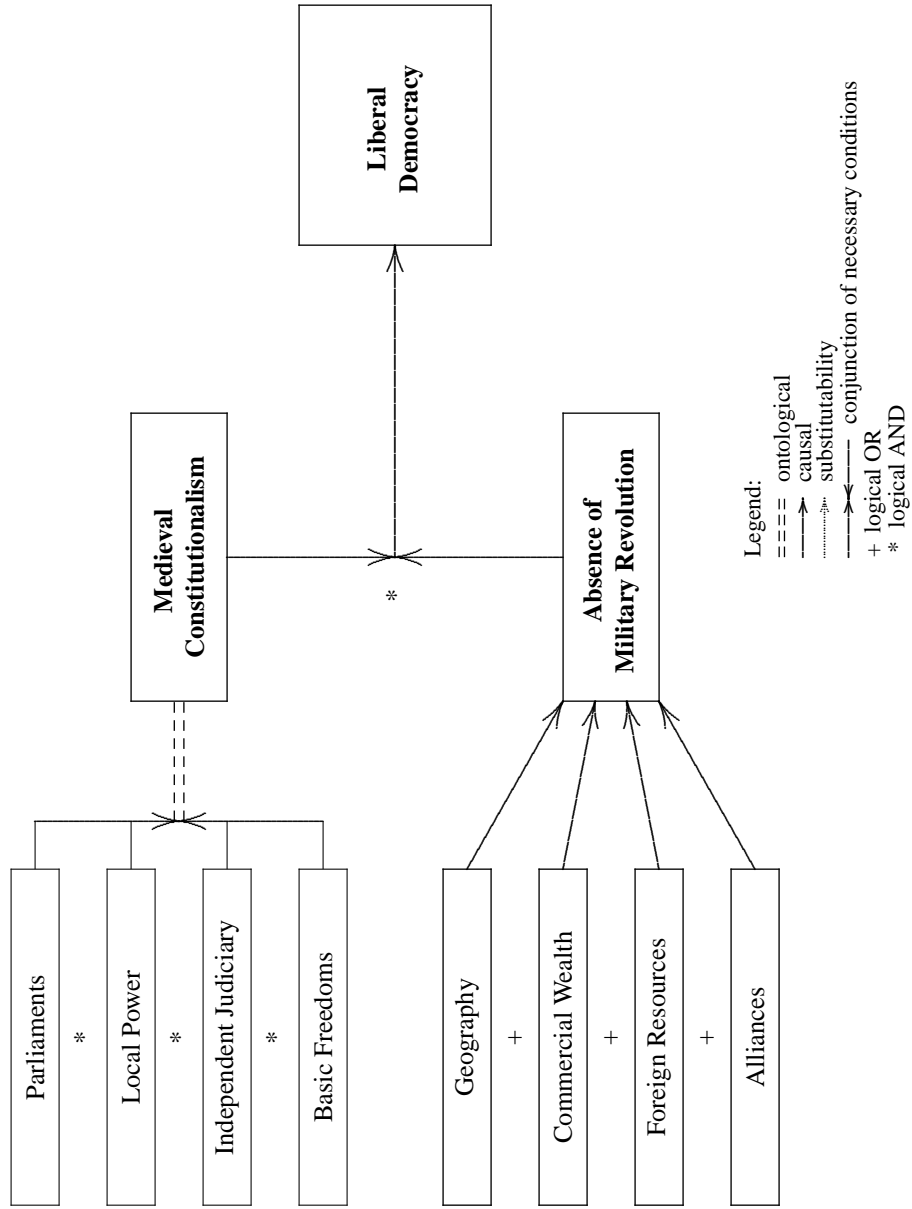 Parliaments
*
Local Power
*
Independent Judiciary
*
Basic Freedoms
Geography
+
Commercial Wealth
+
Foreign Resources
+
Alliances
Medieval
Constitutionalism
*
Absence of
Military Revolution
Liberal
Democracy
Legend:
ontological
causal
substitutability
conjunction of necessary conditions
+ logical OR
* logical AND